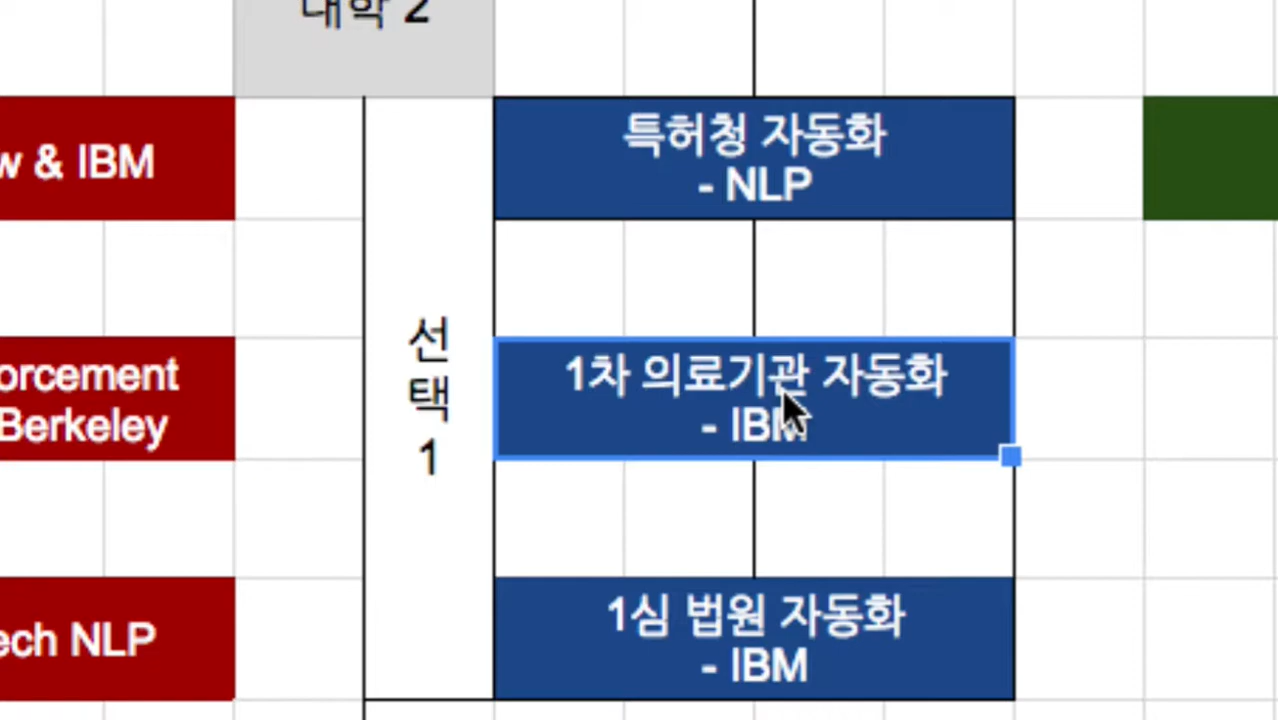 대학 2
w & IBM
특허청 자동화
- NLP
선
택
1
orcement
Berkeley
1차 의료기관 자동화
- IBM
ech NLP
1심 법원 자동화
- IBM